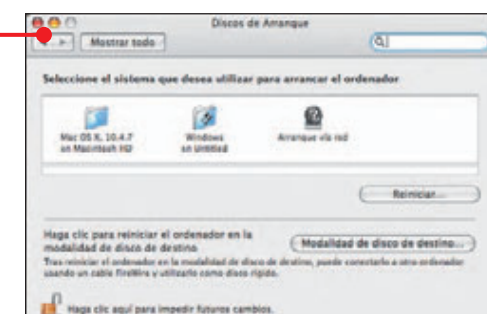 Discos de Arranque
Mostrar todo
Seleccione el sistema que desea utilizar para arrancar el ordenador
Mac OS X, 10.4.7
en Macintosh HD
Windows
en Untitled
Arranque vía red
Reiniciar...
Haga clic para reiniciar el ordenador en la
modalidad de disco de destino
Modalidad de disco de destino...
Tras reiniciar el ordenador en la modalidad de disco de destino, puede conectarlo a otro ordenador
usando un cable FireWire y utilizarlo como disco rígido.
Haga clic aquí para impedir futuros cambios.